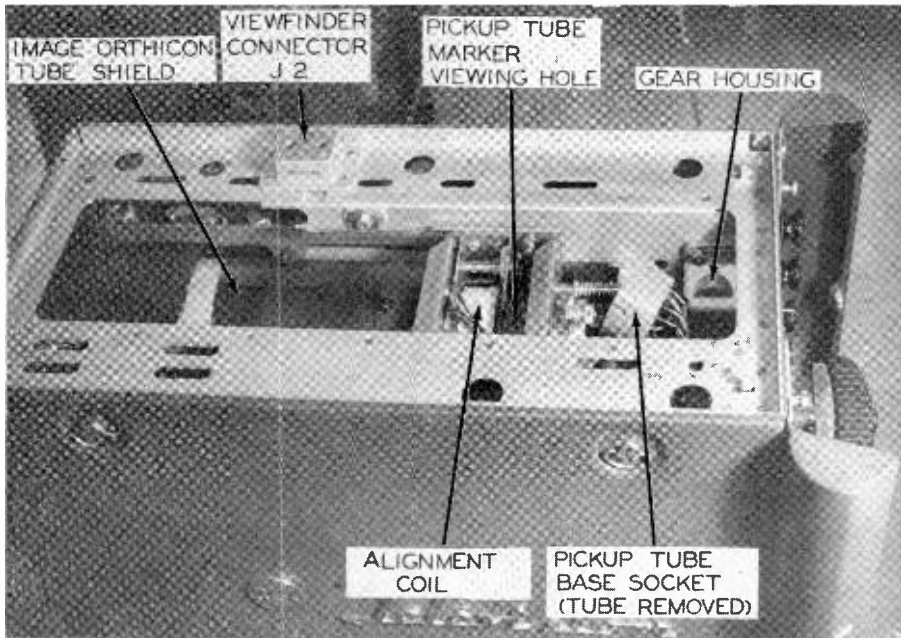 IMAGE ORTHICON
TUBE SHIELD
VIEWFINDER
CONNECTOR
J 2
PICKUP TUBE
MARKER
VIEWING HOLE
GEAR HOUSING
ALIGNMENT
COIL
PICKUP TUBE
BASE SOCKET
(TUBE REMOVED)